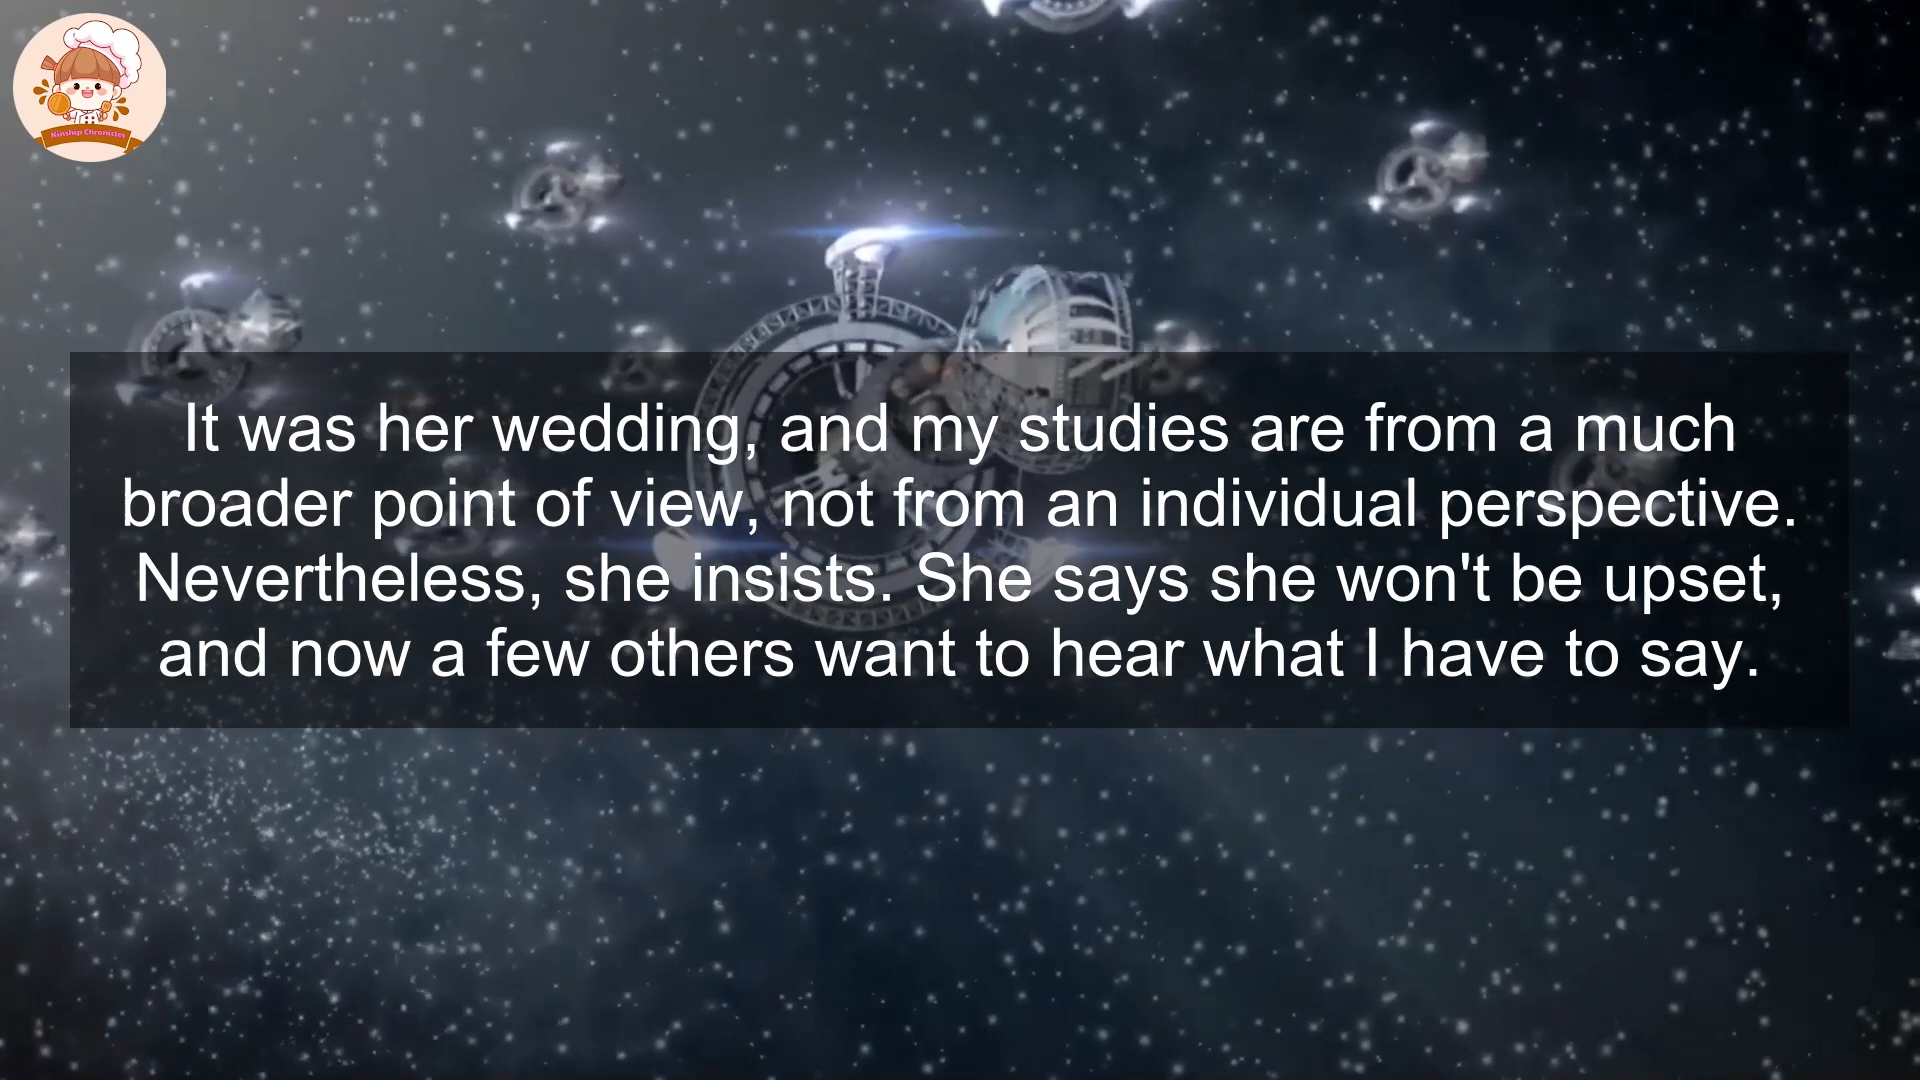 Kinship Chronicles
It was her wedding, and my studies are from a much
broader point of view, not from an individual perspective.
Nevertheless, she insists. She says she won't be upset,
and now a few others want to hear what I have to say.